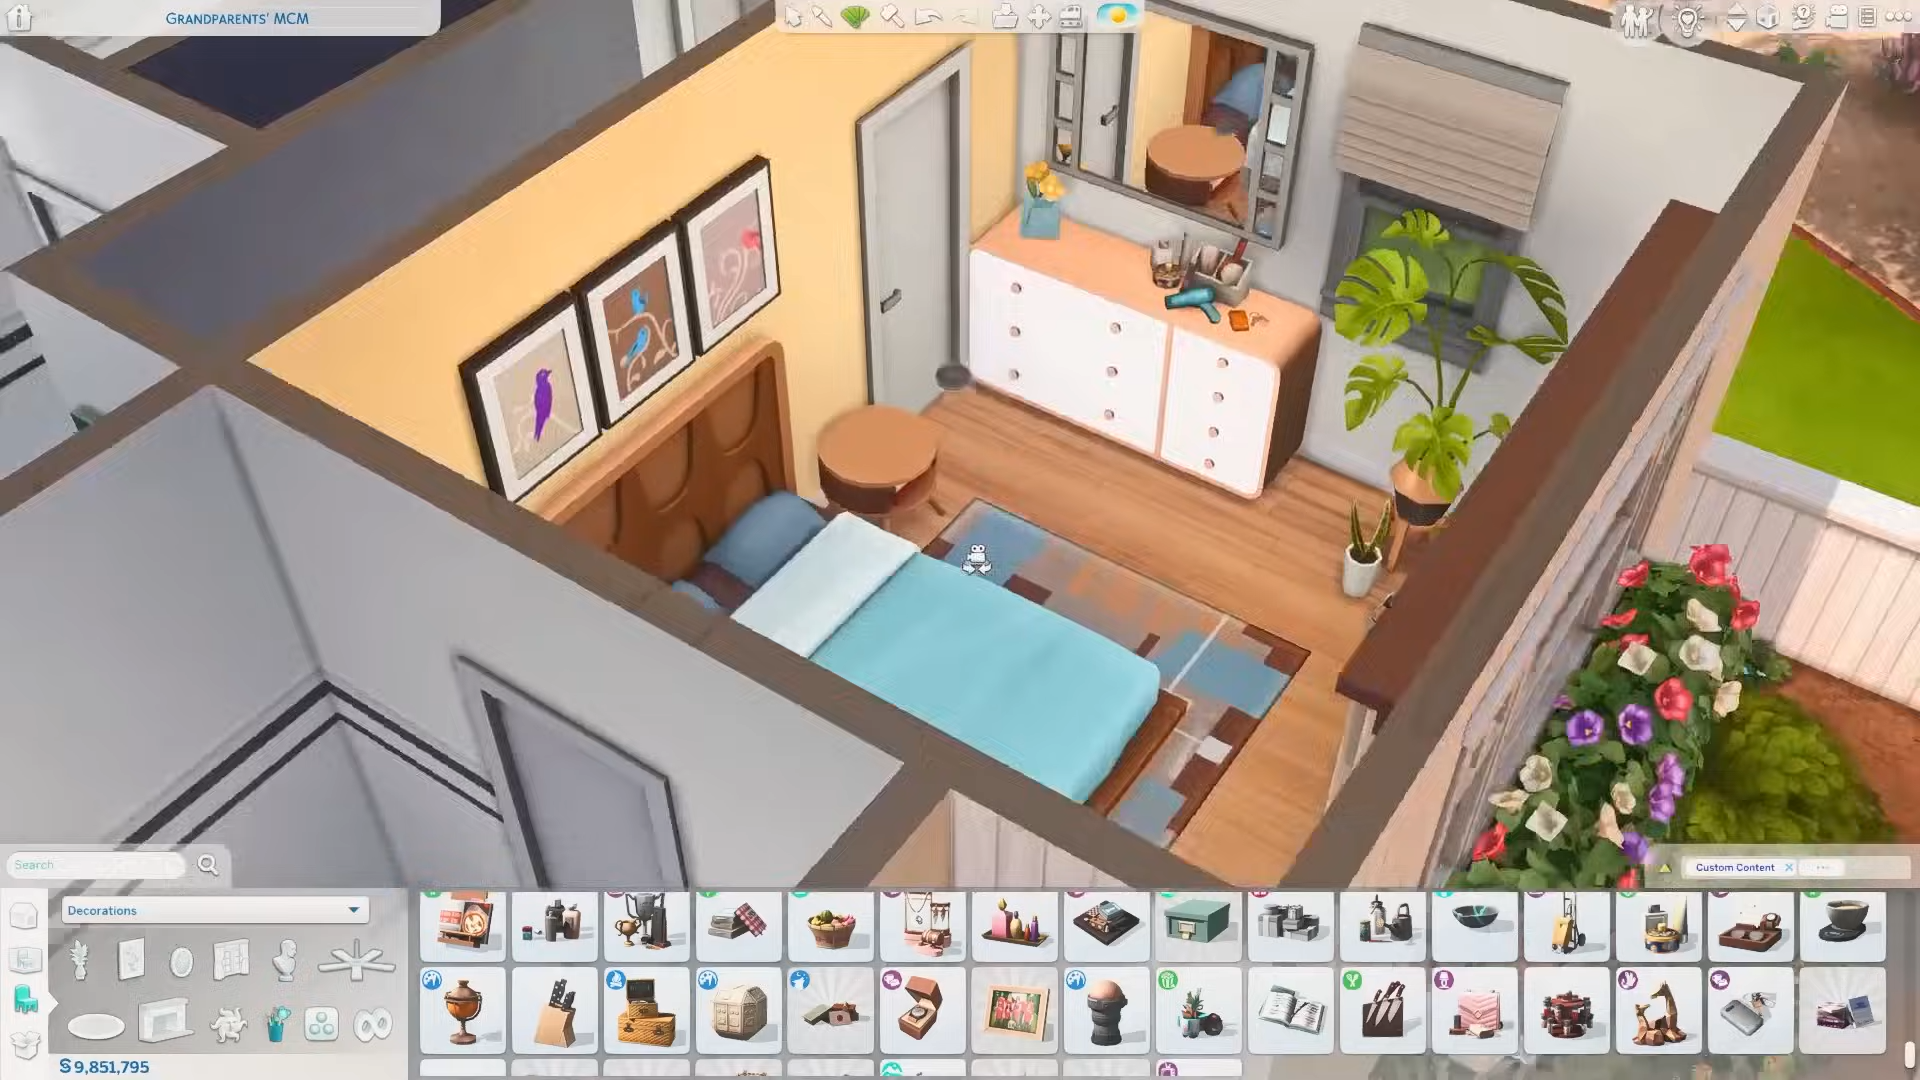 GRANDPARENTS' MCM
Search
Custom Content
Decorations
§9,851,795